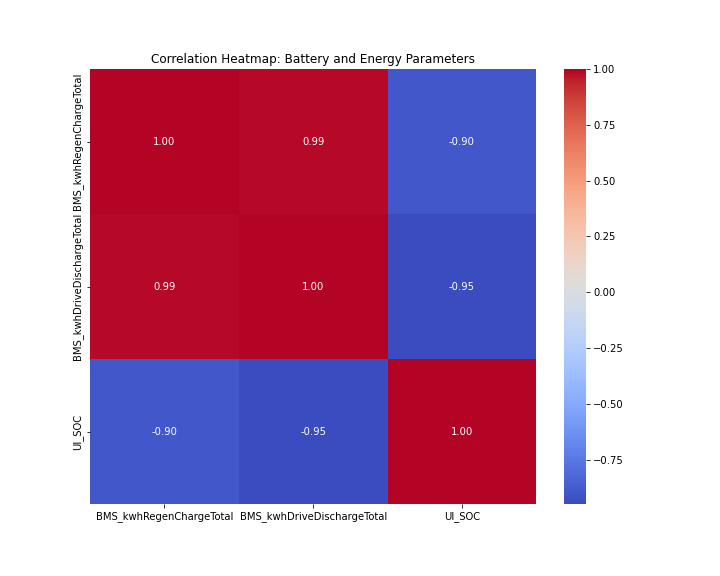 Correlation Heatmap: Battery and Energy Parameters
BMS_kwhRegenChargeTotal
1.00
0.99
-0.90
BMS_kwhDriveDischargeTotal
0.99
1.00
-0.95
UI_SOC
-0.90
-0.95
1.00
BMS_kwhRegenChargeTotal
BMS_kwhDriveDischargeTotal
UI_SOC
1.00
0.75
0.50
0.25
0.00
−0.25
−0.50
−0.75